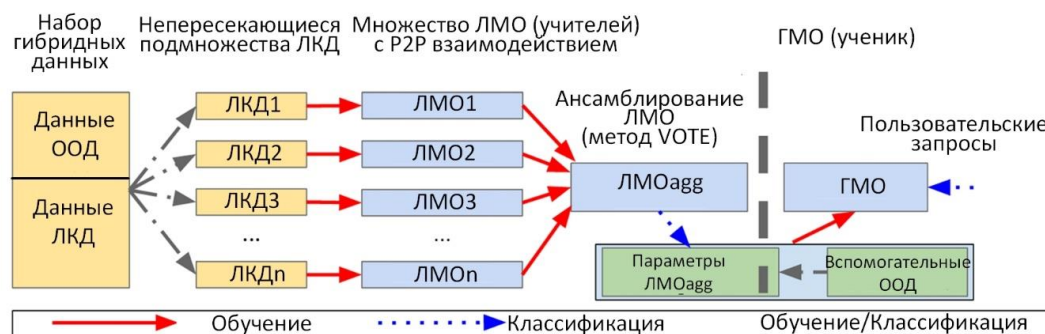 Набор
гибридных
данных
Непересекающиеся
подмножества ЛКД
Множество ЛМО (учителей)
с P2P взаимодействием
ГМО (ученик)
Данные
ООД
Данные
ЛКД
ЛКД1
ЛКД2
ЛКД3
...
ЛКДn
ЛМО1
ЛМО2
ЛМО3
...
ЛМОn
Ансамблирование
ЛМО
(метод VOTE)
ЛМОagg
Пользовательские
запросы
ГМО
Параметры
ЛМОagg
Вспомогательные
ООД
Обучение
Классификация
Обучение/Классификация